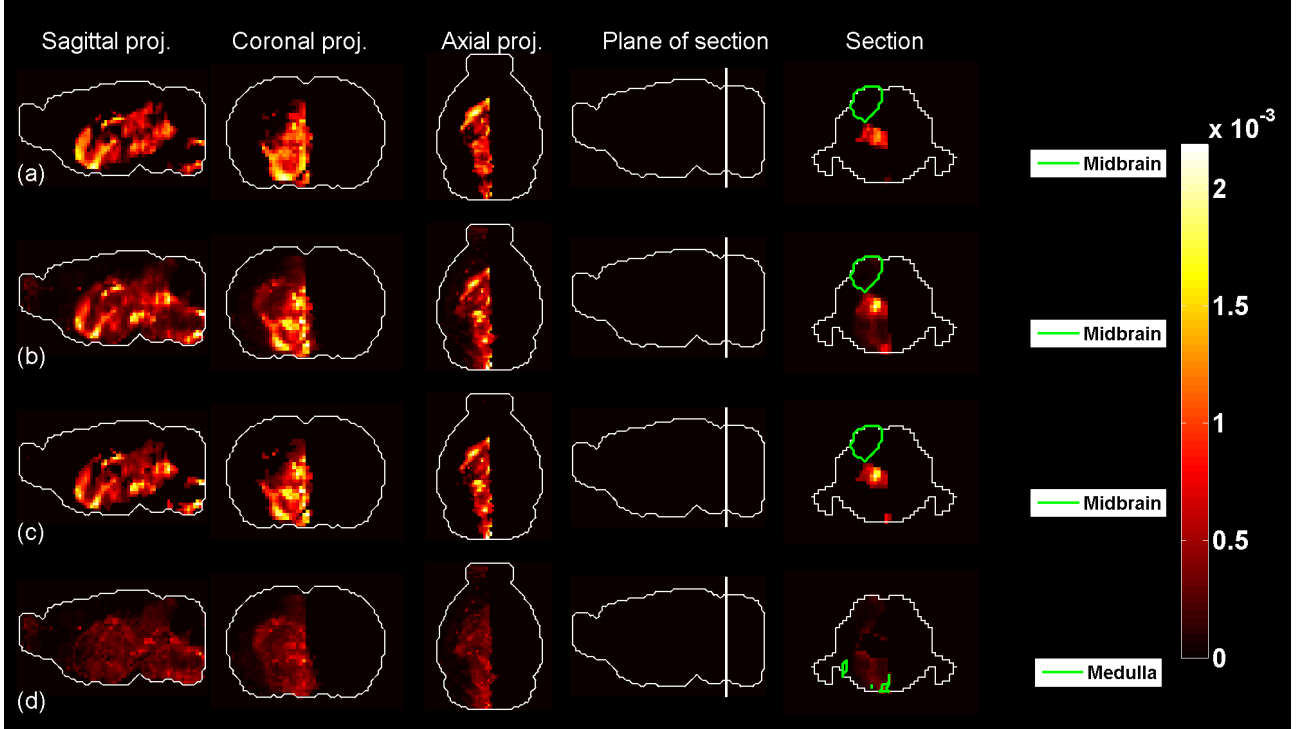 Sagittal proj. Coronal proj. Axial proj. Plane of section Section
x 10⁻³
(a) Midbrain
2
(b) Midbrain
1.5
1
(c) Midbrain
0.5
(d) Medulla
0